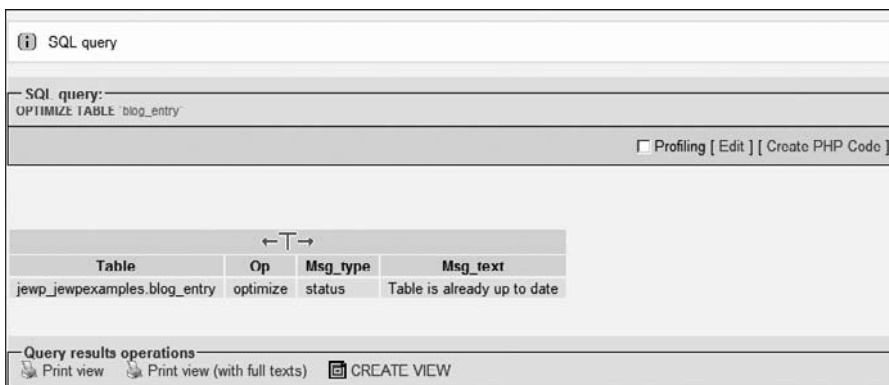 SQL query
SQL query:
OPTIMIZE TABLE `blog_entry`
Profiling [ Edit ] [ Create PHP Code ]
←T→
Table Op Msg_type Msg_text
jewp_jewpexamples.blog_entry optimize status Table is already up to date
Query results operations
Print view Print view (with full texts) CREATE VIEW